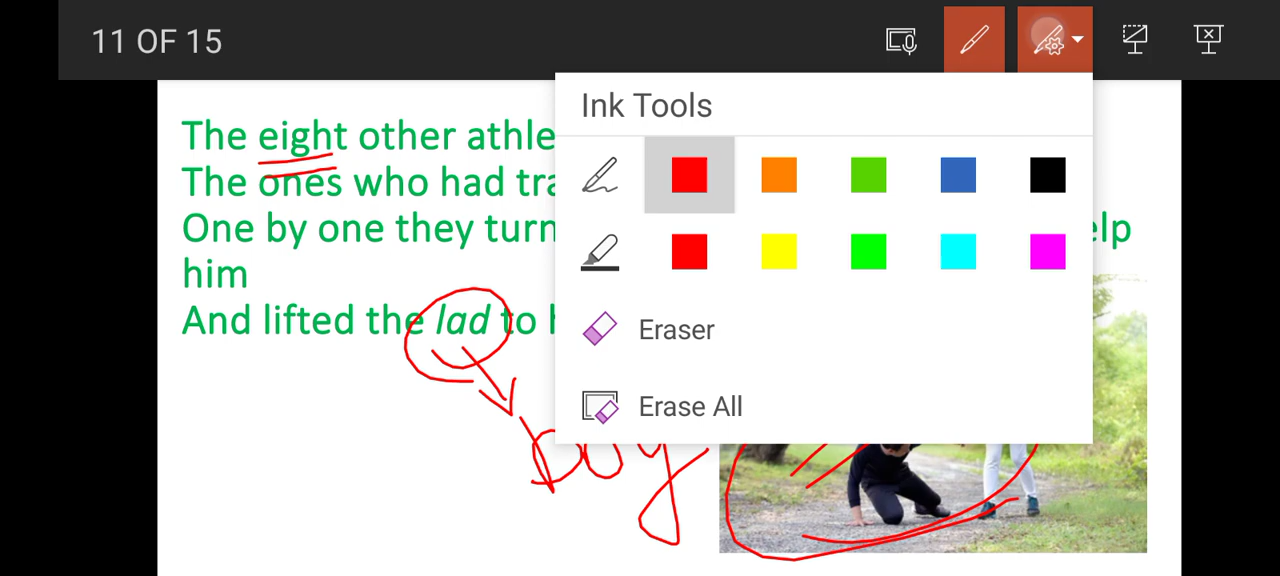 11 OF 15
Ink Tools
The eight other athle
The ones who had tra
One by one they turn elp
him
And lifted the lad to h
Eraser
Erase All
boy